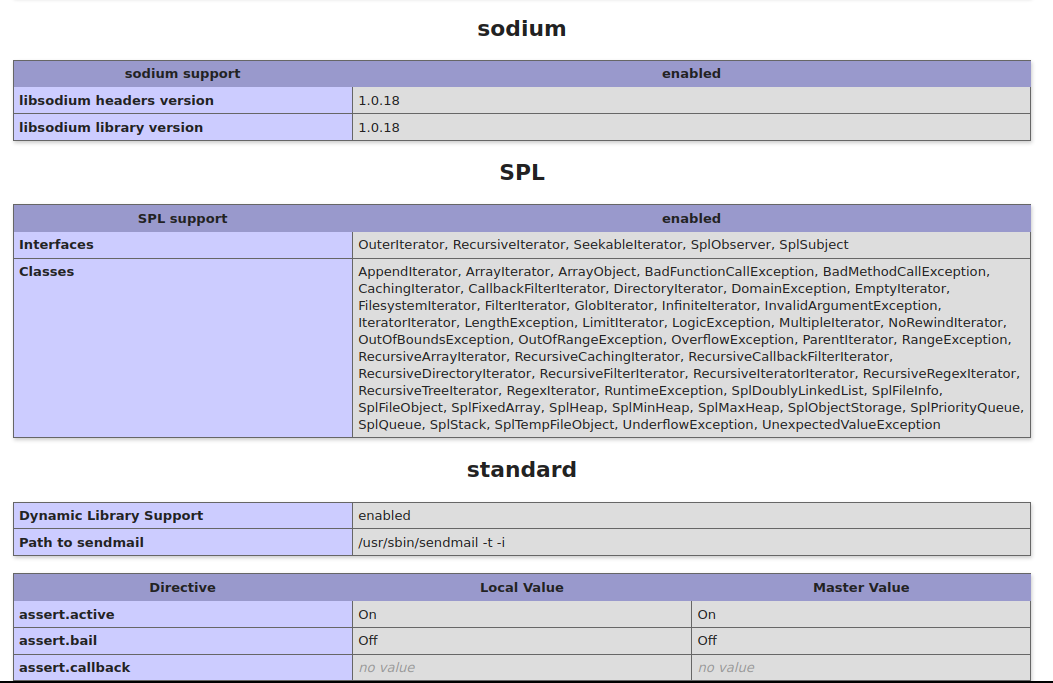 sodium
sodium support enabled
libsodium headers version 1.0.18
libsodium library version 1.0.18
SPL
SPL support enabled
Interfaces OuterIterator, RecursiveIterator, SeekableIterator, SplObserver, SplSubject
Classes AppendIterator, ArrayIterator, ArrayObject, BadFunctionCallException, BadMethodCallException,
CachingIterator, CallbackFilterIterator, DirectoryIterator, DomainException, EmptyIterator,
FilesystemIterator, FilterIterator, GlobIterator, InfiniteIterator, InvalidArgumentException,
IteratorIterator, LengthException, LimitIterator, LogicException, MultipleIterator, NoRewindIterator,
OutOfBoundsException, OutOfRangeException, OverflowException, ParentIterator, RangeException,
RecursiveArrayIterator, RecursiveCachingIterator, RecursiveCallbackFilterIterator,
RecursiveDirectoryIterator, RecursiveFilterIterator, RecursiveIteratorIterator, RecursiveRegexIterator,
RecursiveTreeIterator, RegexIterator, RuntimeException, SplDoublyLinkedList, SplFileInfo,
SplFileObject, SplFixedArray, SplHeap, SplMinHeap, SplMaxHeap, SplObjectStorage, SplPriorityQueue,
SplQueue, SplStack, SplTempFileObject, UnderflowException, UnexpectedValueException
standard
Dynamic Library Support enabled
Path to sendmail /usr/sbin/sendmail -t -i
Directive Local Value Master Value
assert.active On On
assert.bail Off Off
assert.callback no value no value